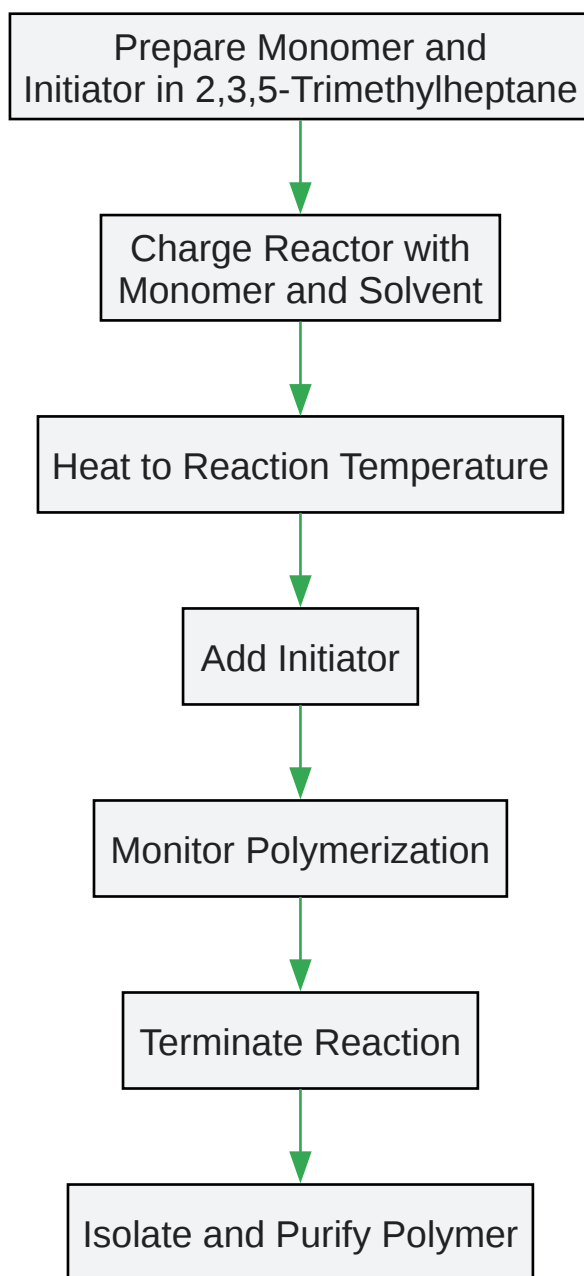 Prepare Monomer and
Initiator in 2,3,5-Trimethylheptane
Charge Reactor with
Monomer and Solvent
Heat to Reaction Temperature
Add Initiator
Monitor Polymerization
Terminate Reaction
Isolate and Purify Polymer